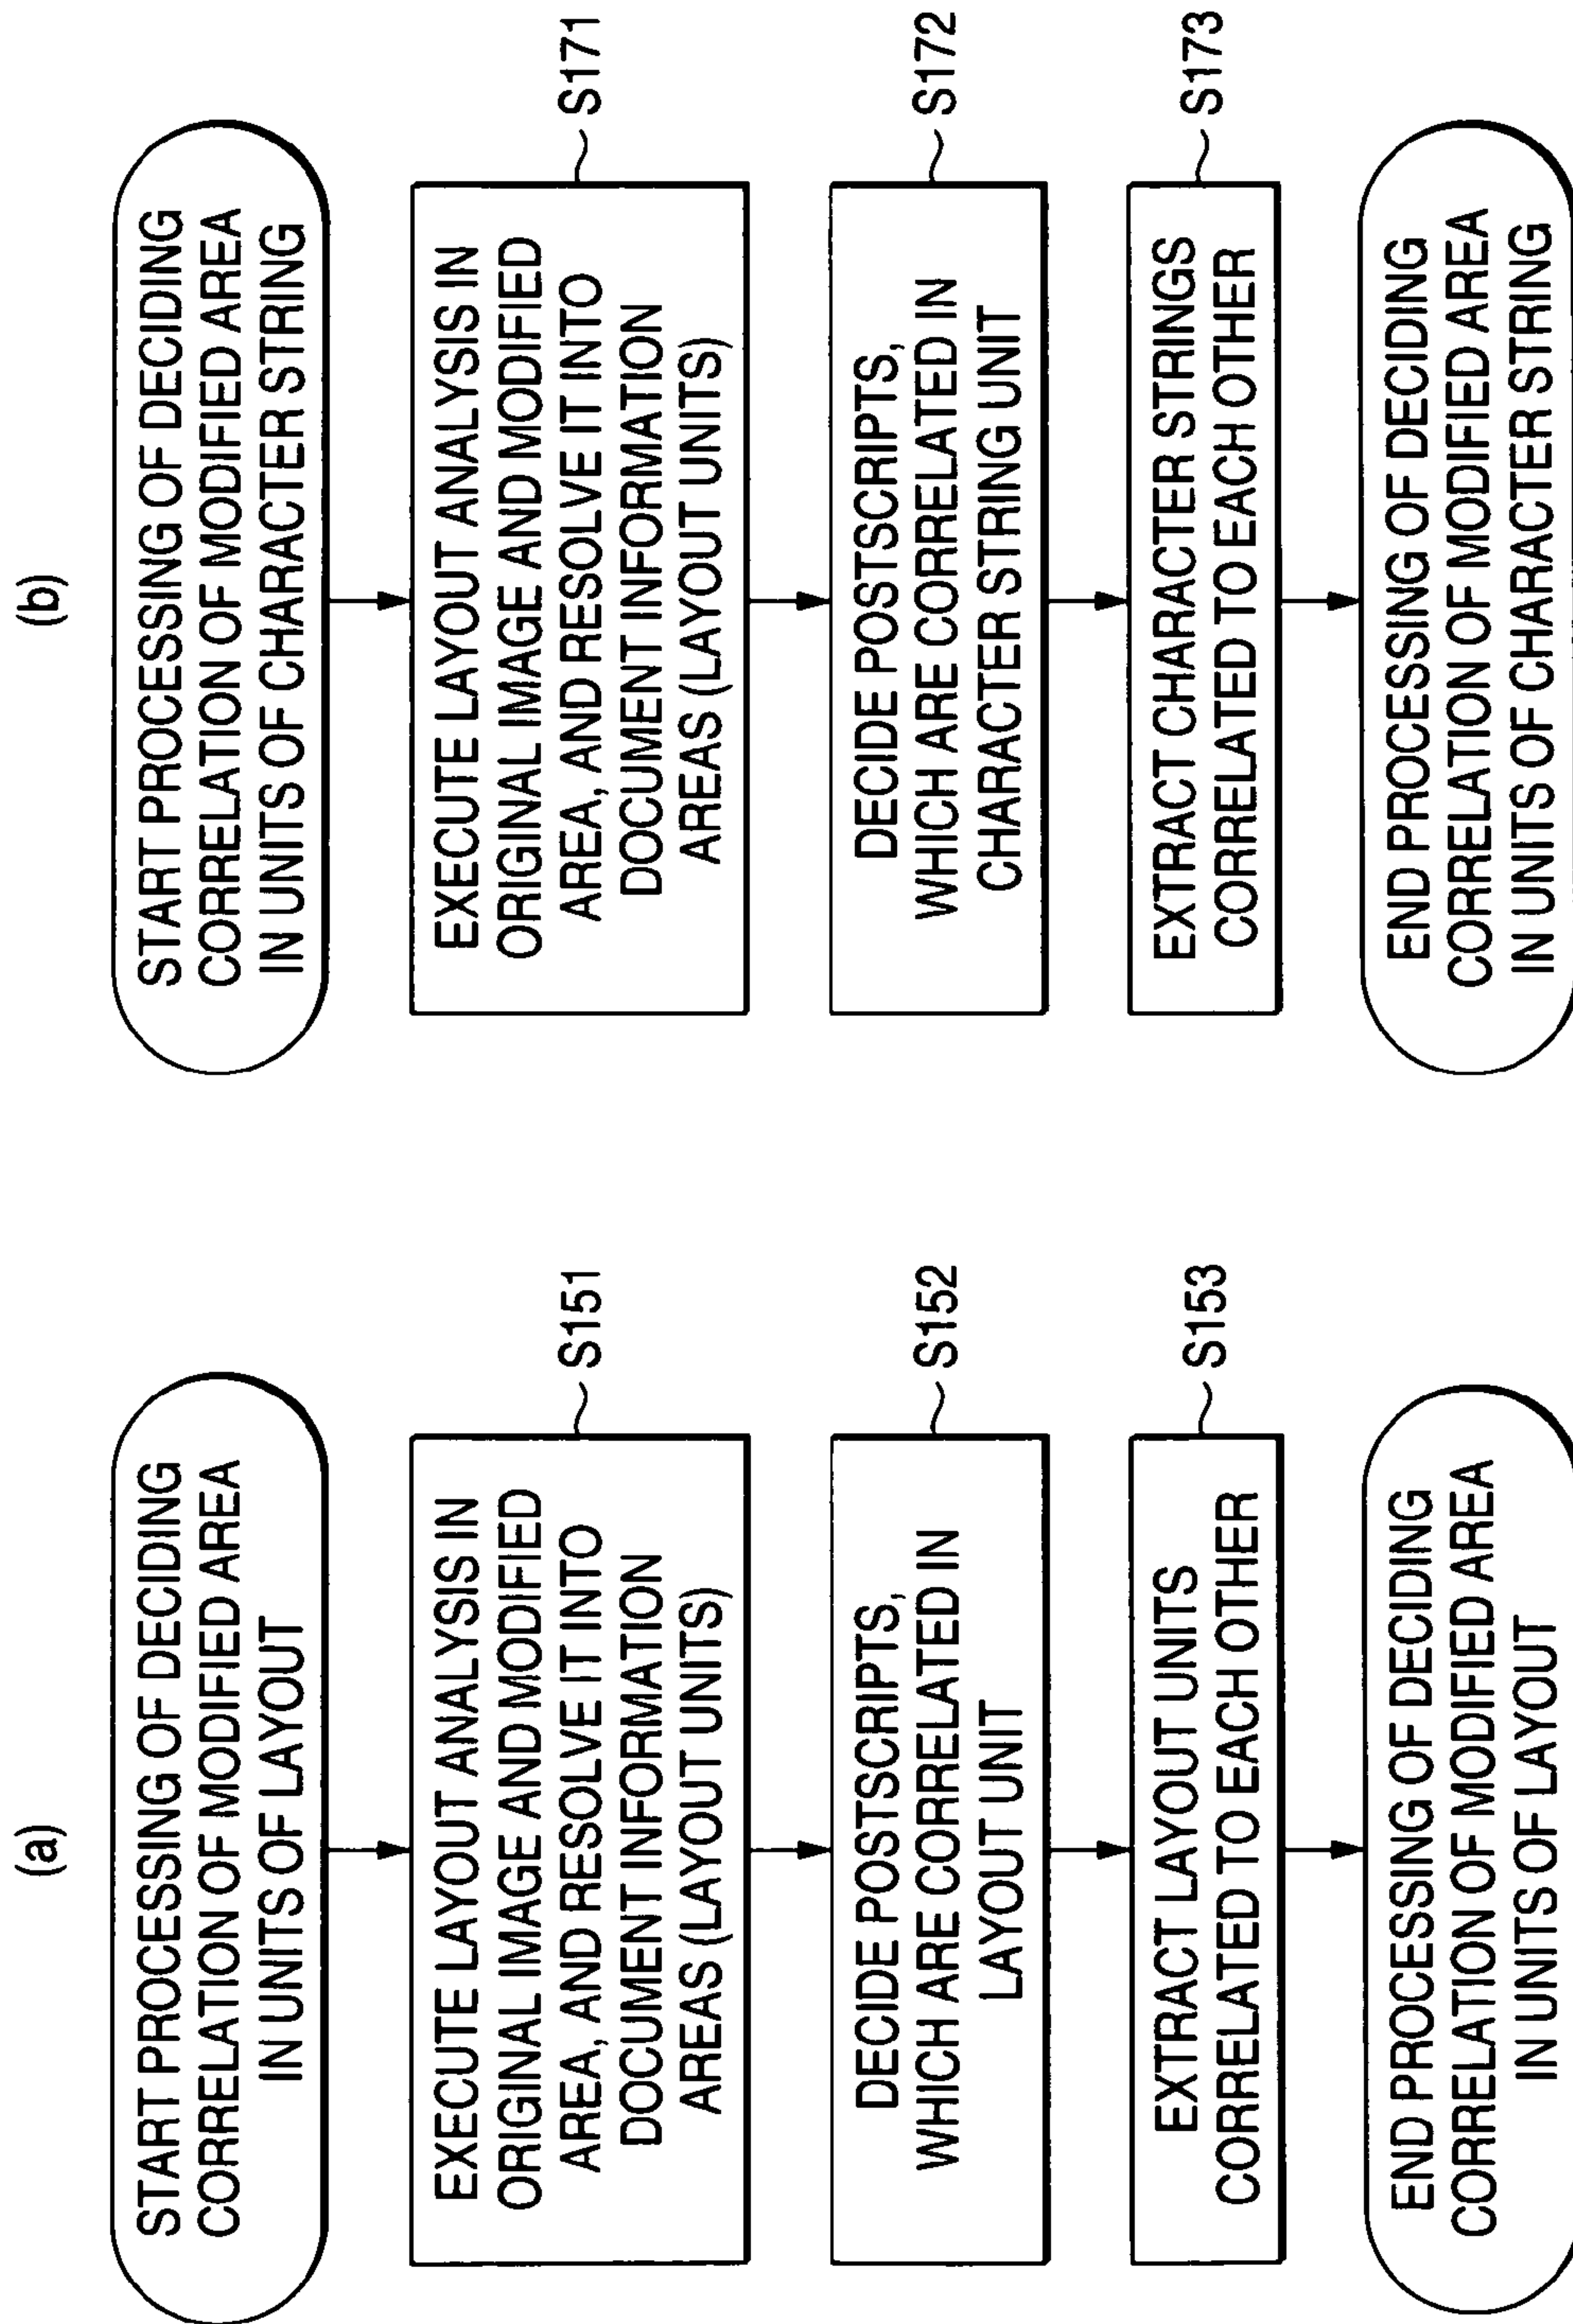 (a)
START PROCESSING OF DECIDING
CORRELATION OF MODIFIED AREA
IN UNITS OF LAYOUT
EXECUTE LAYOUT ANALYSIS IN
ORIGINAL IMAGE AND MODIFIED
AREA, AND RESOLVE IT INTO
DOCUMENT INFORMATION
AREAS (LAYOUT UNITS)
S151
DECIDE POSTSCRIPTS,
WHICH ARE CORRELATED IN
LAYOUT UNIT
S152
EXTRACT LAYOUT UNITS
CORRELATED TO EACH OTHER
S153
END PROCESSING OF DECIDING
CORRELATION OF MODIFIED AREA
IN UNITS OF LAYOUT
(b)
START PROCESSING OF DECIDING
CORRELATION OF MODIFIED AREA
IN UNITS OF CHARACTER STRING
EXECUTE LAYOUT ANALYSIS IN
ORIGINAL IMAGE AND MODIFIED
AREA, AND RESOLVE IT INTO
DOCUMENT INFORMATION
AREAS (LAYOUT UNITS)
S171
DECIDE POSTSCRIPTS,
WHICH ARE CORRELATED IN
CHARACTER STRING UNIT
S172
EXTRACT CHARACTER STRINGS
CORRELATED TO EACH OTHER
S173
END PROCESSING OF DECIDING
CORRELATION OF MODIFIED AREA
IN UNITS OF CHARACTER STRING